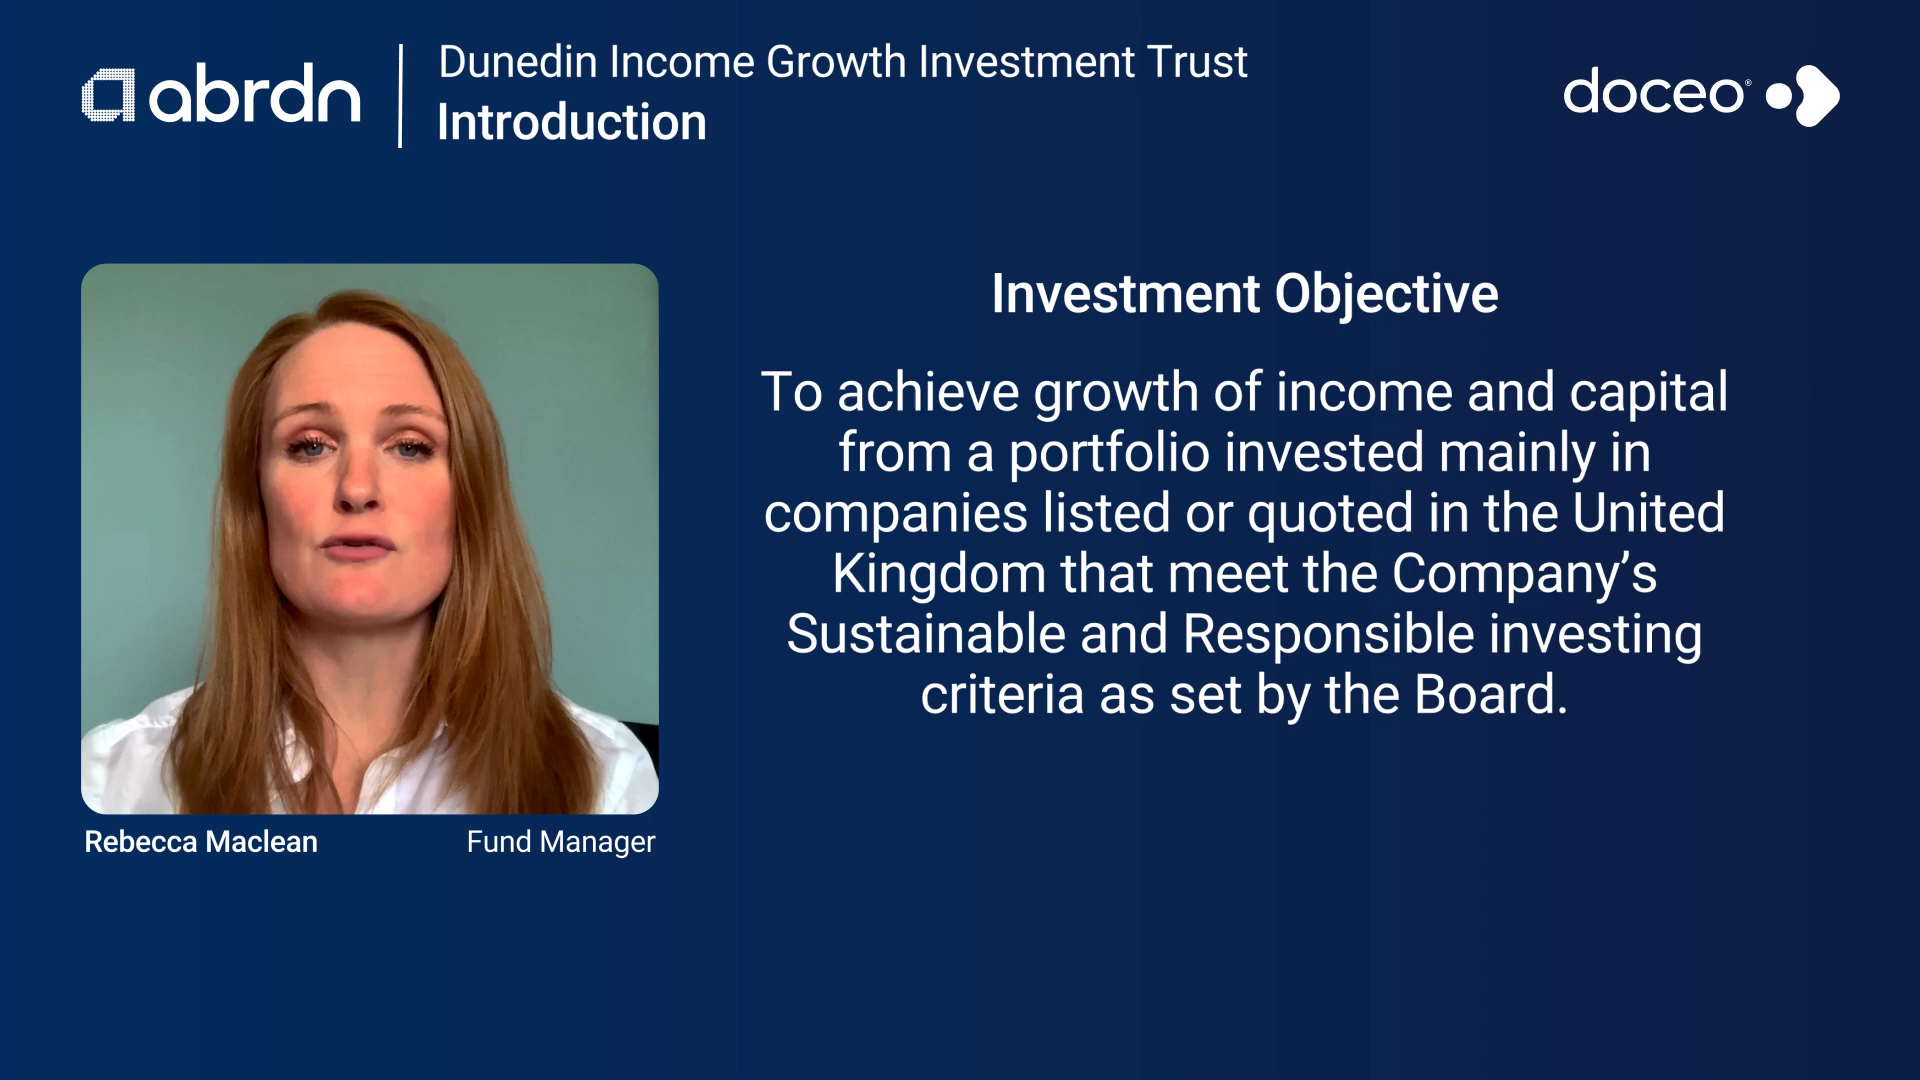 abrdn
Dunedin Income Growth Investment Trust
Introduction
doceo®
Investment Objective
To achieve growth of income and capital
from a portfolio invested mainly in
companies listed or quoted in the United
Kingdom that meet the Company’s
Sustainable and Responsible investing
criteria as set by the Board.
Rebecca Maclean
Fund Manager